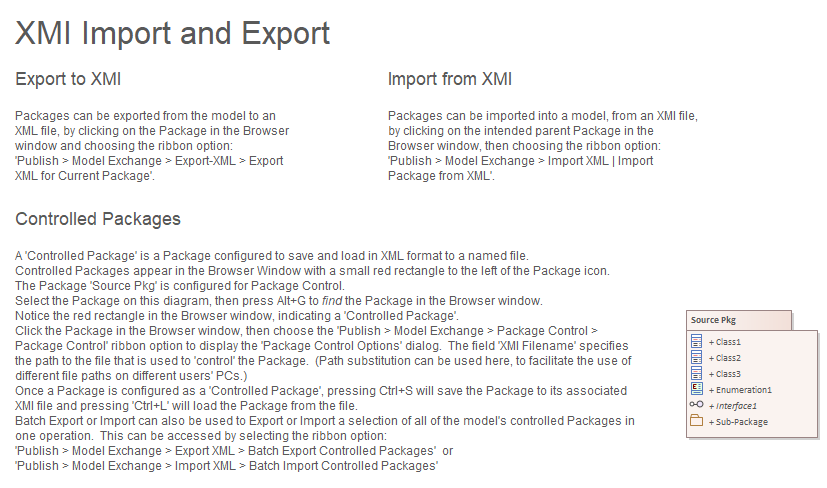 XMI Import and Export
Export to XMI
Packages can be exported from the model to an
XML file, by clicking on the Package in the Browser
window and choosing the ribbon option:
'Publish > Model Exchange > Export-XML > Export
XML for Current Package'.
Import from XMI
Packages can be imported into a model, from an XMI file,
by clicking on the intended parent Package in the
Browser window, then choosing the ribbon option:
'Publish > Model Exchange > Import XML | Import
Package from XML'.
Controlled Packages
A 'Controlled Package' is a Package configured to save and load in XML format to a named file.
Controlled Packages appear in the Browser Window with a small red rectangle to the left of the Package icon.
The Package 'Source Pkg' is configured for Package Control.
Select the Package on this diagram, then press Alt+G to find the Package in the Browser window.
Notice the red rectangle in the Browser window, indicating a 'Controlled Package'.
Click the Package in the Browser window, then choose the 'Publish > Model Exchange > Package Control >
Package Control' ribbon option to display the 'Package Control Options' dialog.  The field 'XMI Filename' specifies
the path to the file that is used to 'control' the Package.  (Path substitution can be used here, to facilitate the use of
different file paths on different users' PCs.)
Once a Package is configured as a 'Controlled Package', pressing Ctrl+S will save the Package to its associated
XMI file and pressing 'Ctrl+L' will load the Package from the file.
Batch Export or Import can also be used to Export or Import a selection of all of the model's controlled Packages in
one operation.  This can be accessed by selecting the ribbon option:
'Publish > Model Exchange > Export XML > Batch Export Controlled Packages'  or
'Publish > Model Exchange > Import XML > Batch Import Controlled Packages'
Source Pkg
+ Class1
+ Class2
+ Class3
E
+ Enumeration1
+ Interface1
+ Sub-Package